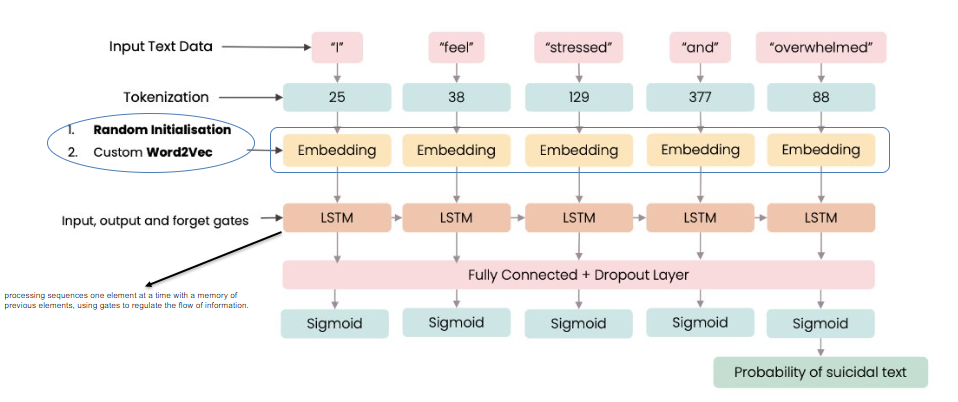 Input Text Data
“I” “feel” “stressed” “and” “overwhelmed”
Tokenization
25 38 129 377 88
1. Random Initialisation
2. Custom Word2Vec
Embedding Embedding Embedding Embedding Embedding
Input, output and forget gates
LSTM LSTM LSTM LSTM LSTM
Fully Connected + Dropout Layer
processing sequences one element at a time with a memory of
previous elements, using gates to regulate the flow of information.
Sigmoid Sigmoid Sigmoid Sigmoid Sigmoid
Probability of suicidal text